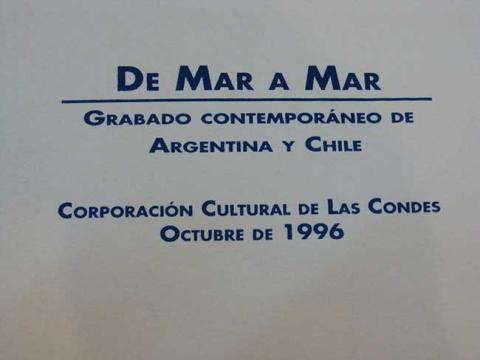 DE MAR A MAR
GRABADO CONTEMPORÁNEO DE
ARGENTINA Y CHILE
CORPORACIÓN CULTURAL DE LAS CONDES
OCTUBRE DE 1996